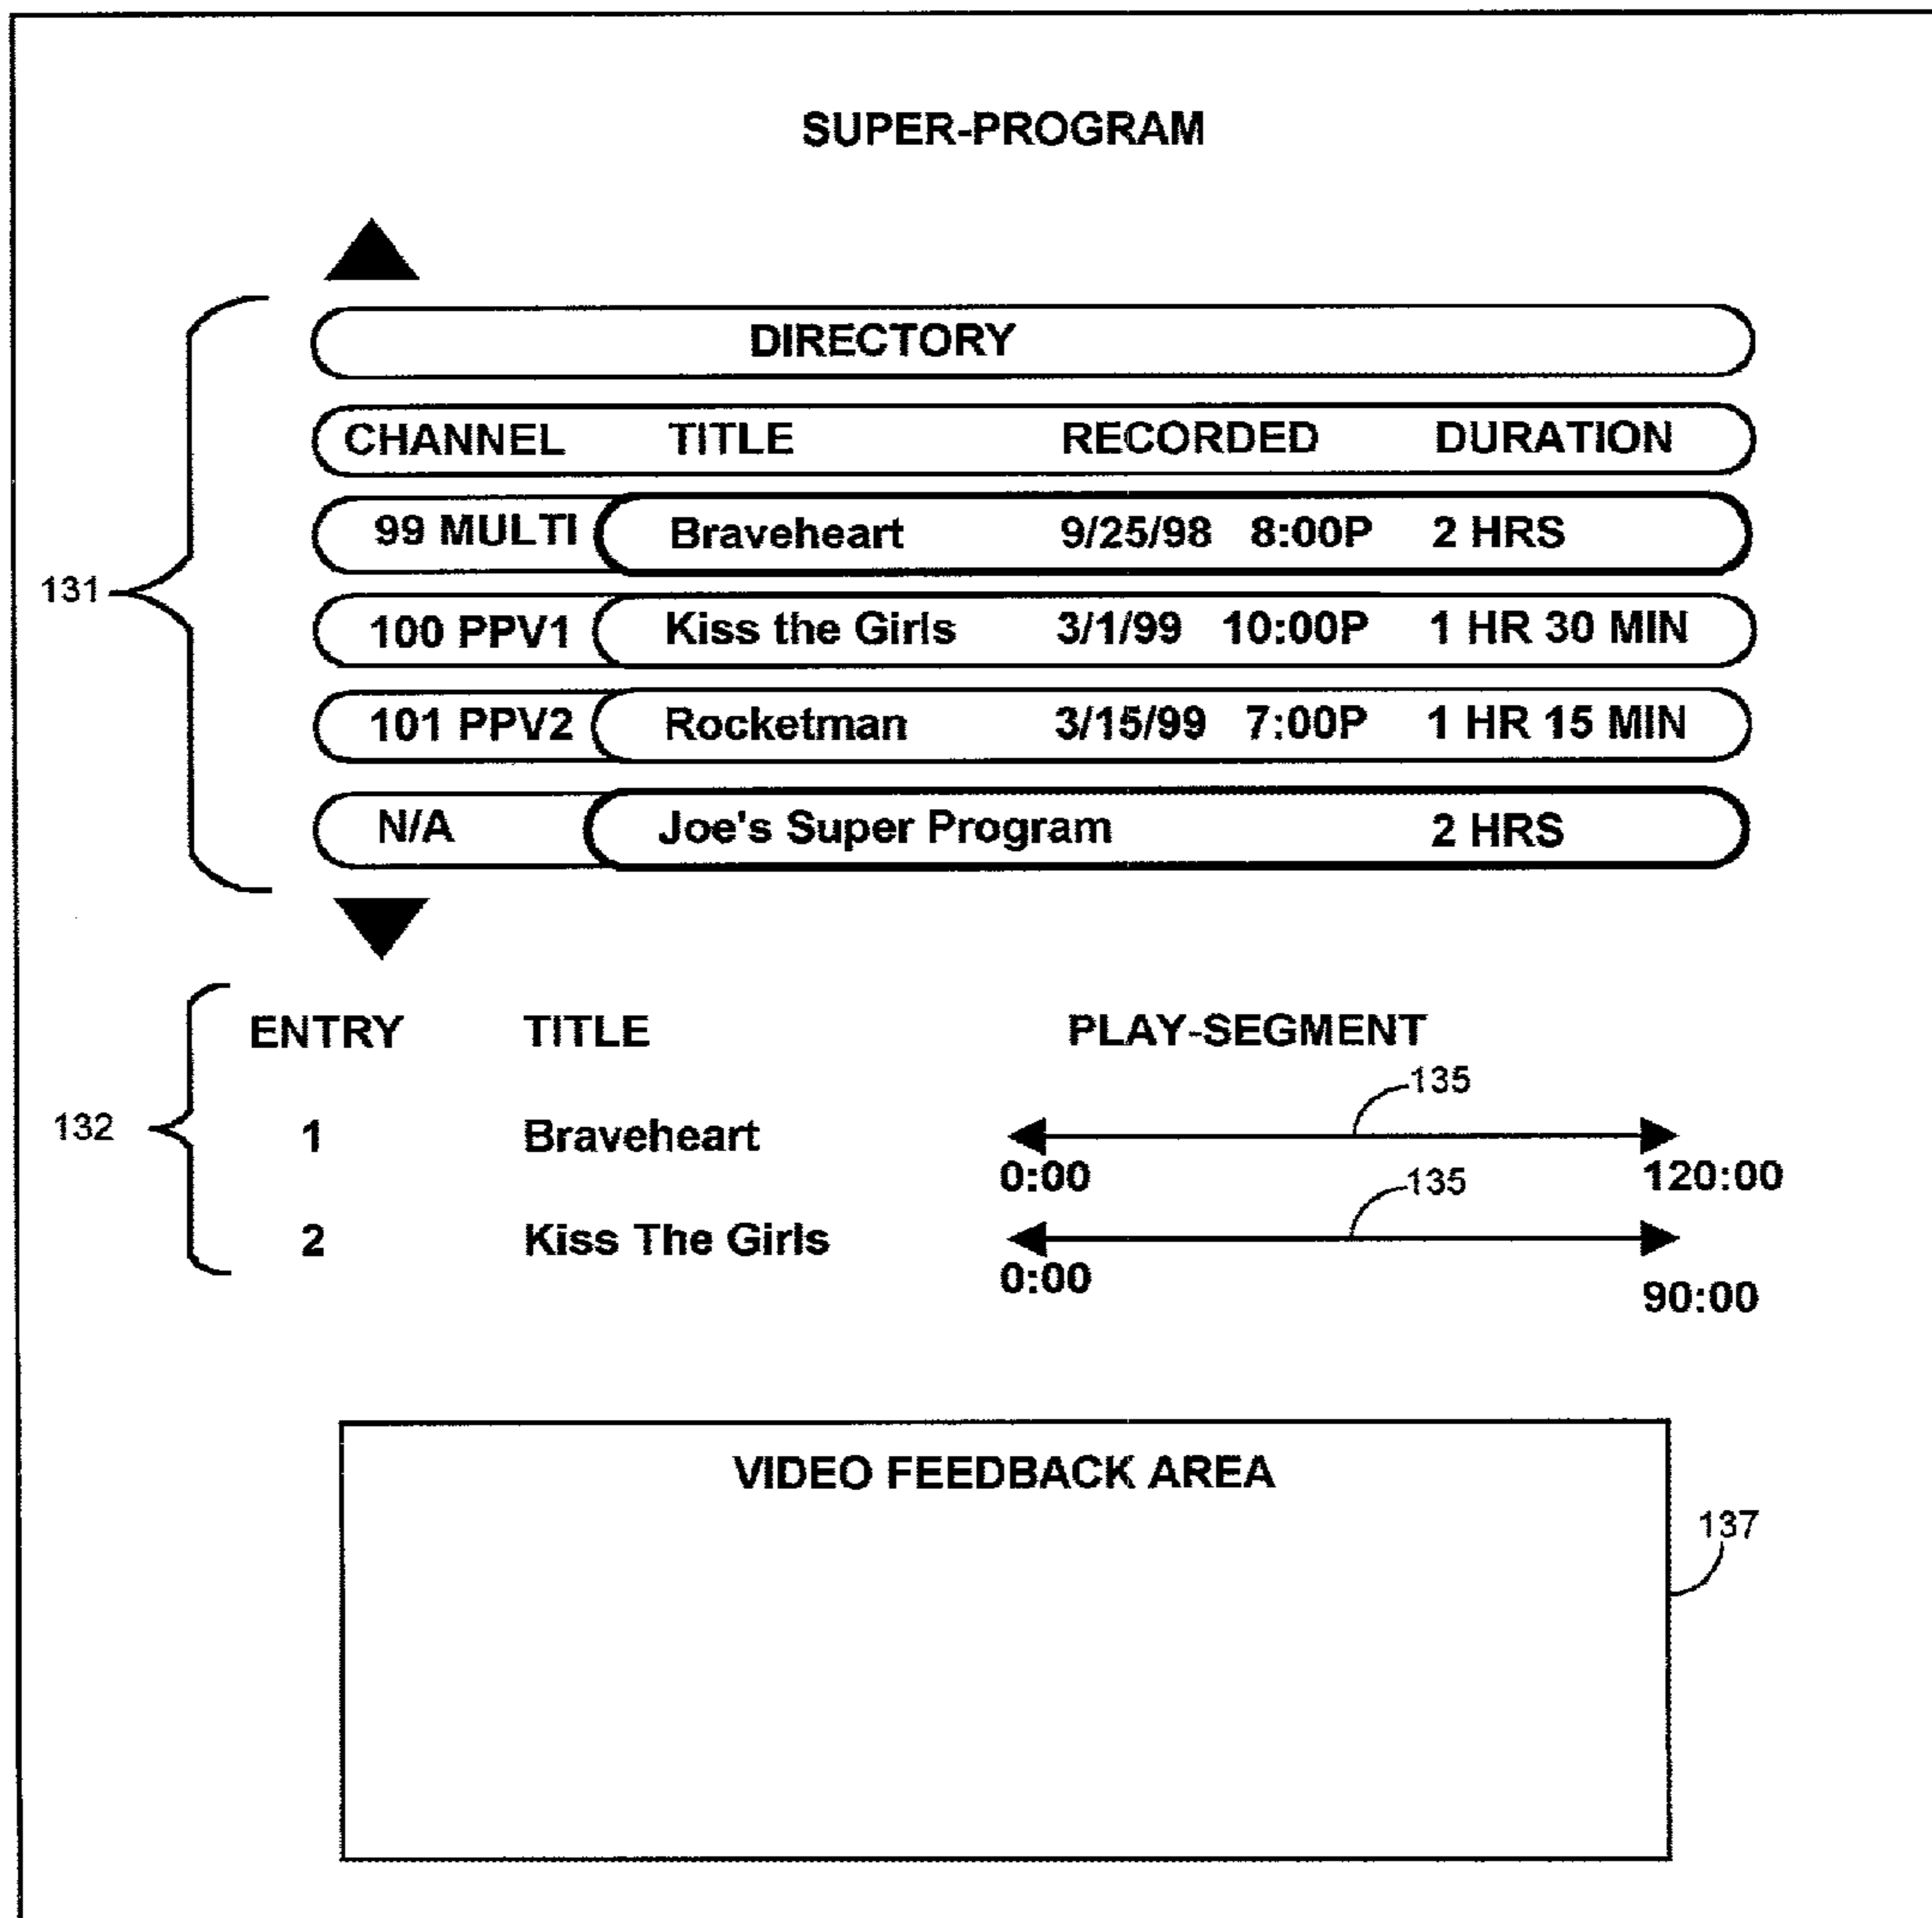 SUPER-PROGRAM
DIRECTORY
CHANNEL TITLE RECORDED DURATION
99 MULTI Braveheart 9/25/98 8:00P 2 HRS
131
100 PPV1 Kiss the Girls 3/1/99 10:00P 1 HR 30 MIN
101 PPV2 Rocketman 3/15/99 7:00P 1 HR 15 MIN
N/A Joe's Super Program 2 HRS
ENTRY TITLE PLAY-SEGMENT
135
132 1 Braveheart
0:00 135 120:00
2 Kiss The Girls
0:00 90:00
VIDEO FEEDBACK AREA
137